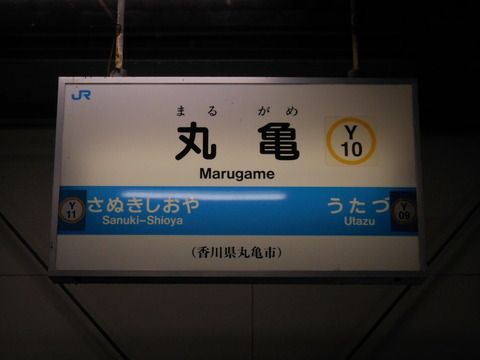 JR
まるがめ
丸亀
Marugame
Y
10
Y
11
さぬきしおや
Sanuki-Shioya
うたづ
Utazu
Y
09
(香川県丸亀市)